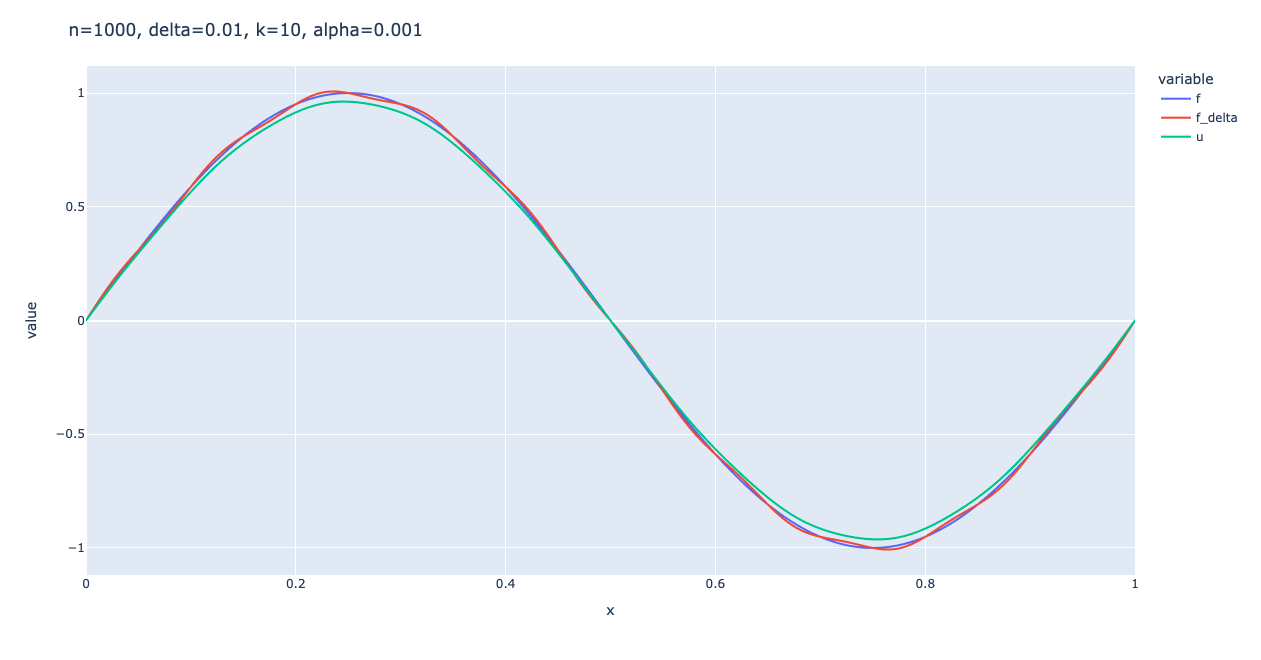 n=1000, delta=0.01, k=10, alpha=0.001
variable
f
f_delta
u
value
1
0.5
0
−0.5
−1
0
0.2
0.4
0.6
0.8
1
x